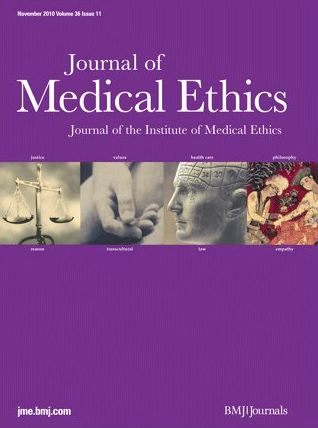 November 2010 Volume 36 Issue 11
Journal of
Medical Ethics
Journal of the Institute of Medical Ethics
justice values health care philosophy
reason transcultural law empathy
jme.bmj.com
BMJ|Journals